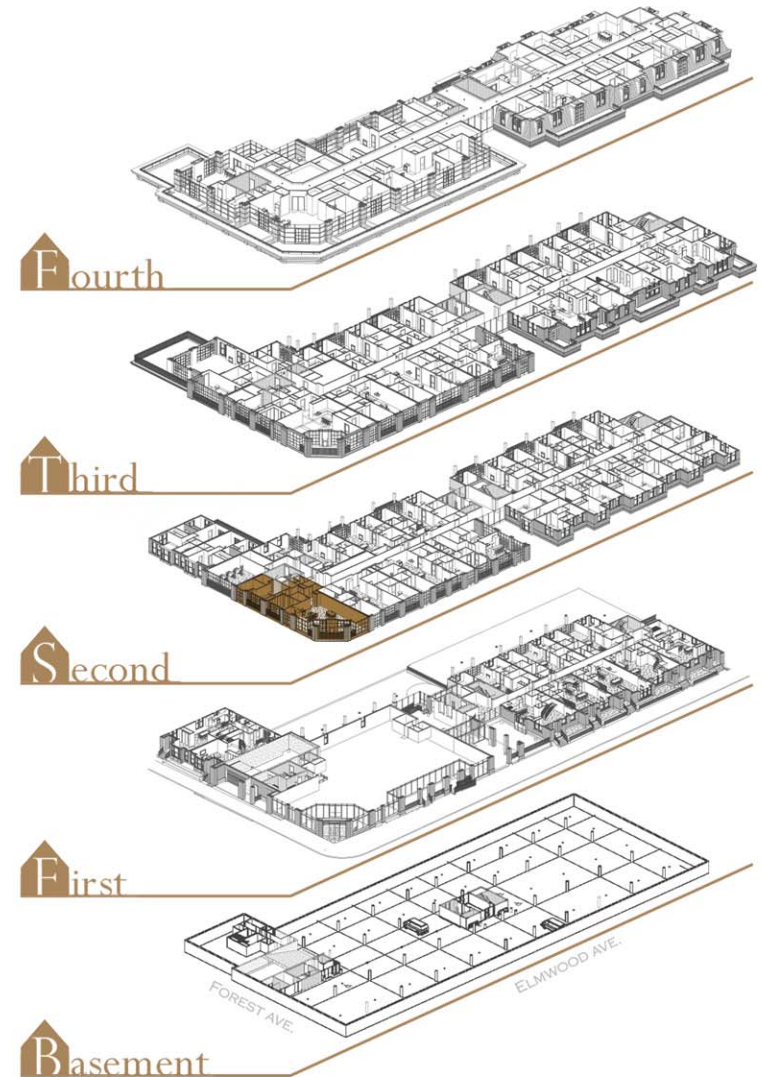 Fourth
Third
Second
First
FOREST AVE.
ELMWOOD AVE.
Basement